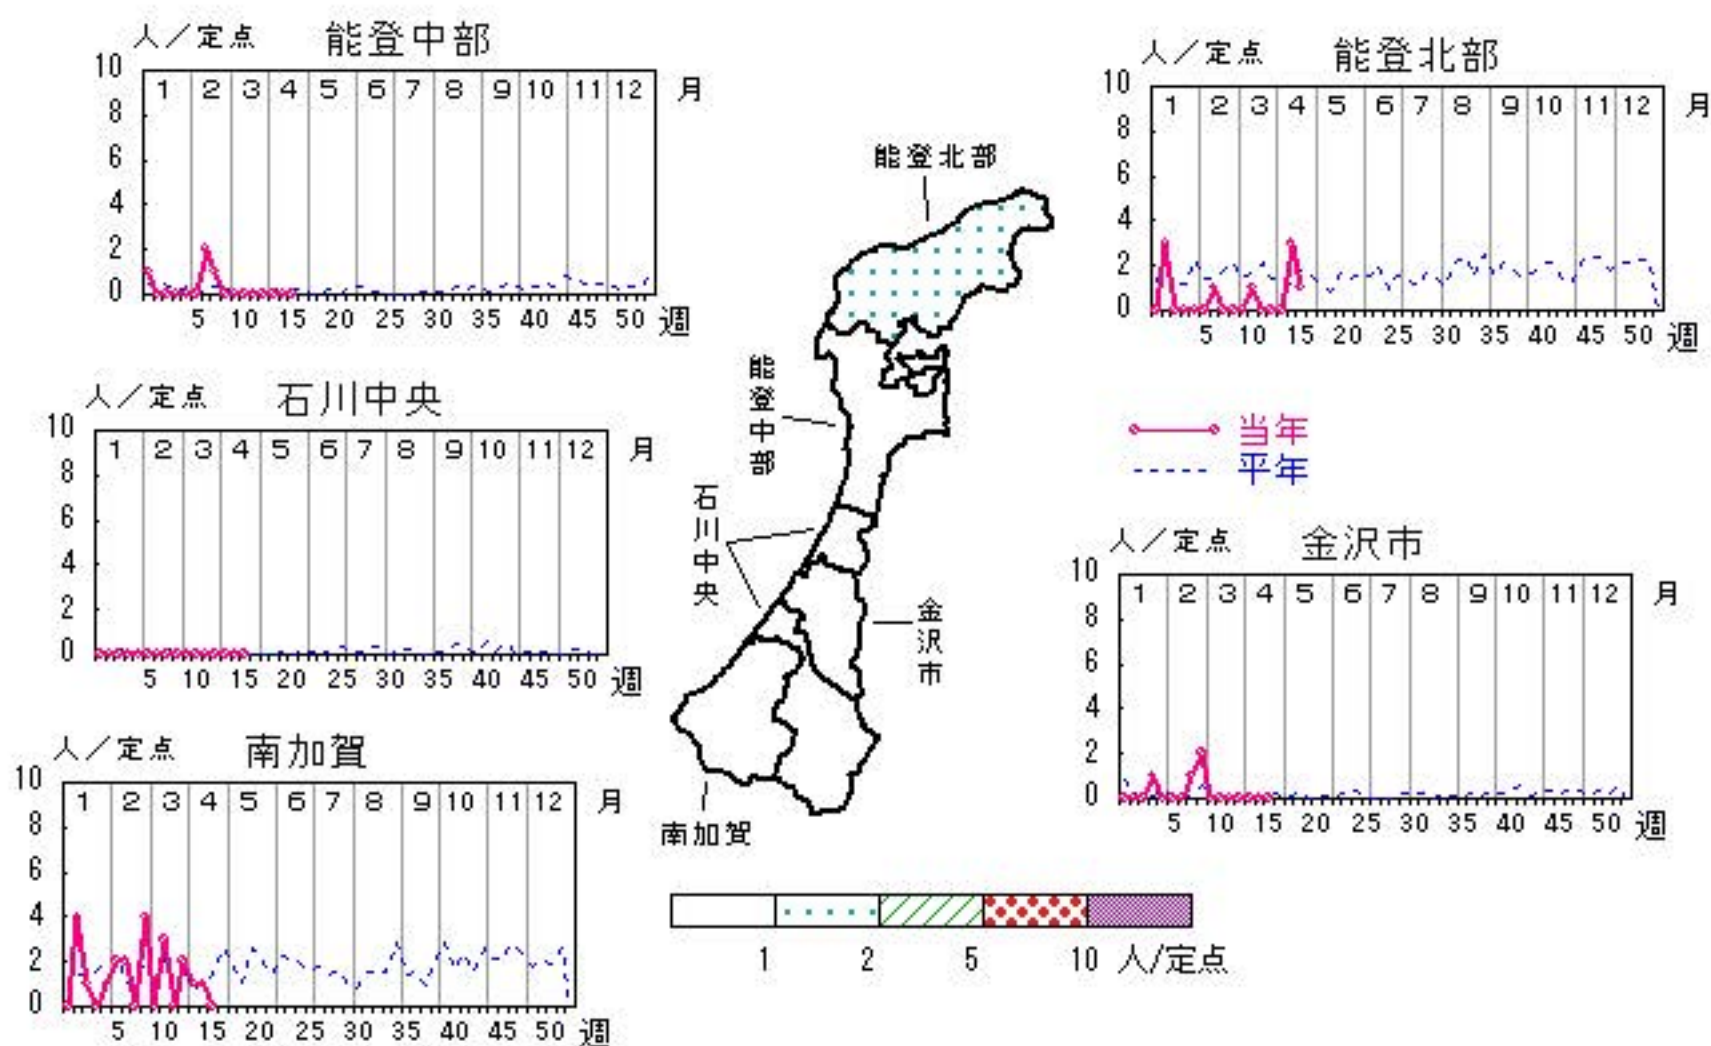 人／定点 能登中部
10 8 6 4 2 0
1 2 3 4 5 6 7 8 9 10 11 12 月
5 10 15 20 25 30 35 40 45 50 週
人／定点 能登北部
10 8 6 4 2 0
1 2 3 4 5 6 7 8 9 10 11 12 月
5 10 15 20 25 30 35 40 45 50 週
人／定点 石川中央
10 8 6 4 2 0
1 2 3 4 5 6 7 8 9 10 11 12 月
5 10 15 20 25 30 35 40 45 50 週
当年
平年
人／定点 金沢市
10 8 6 4 2 0
1 2 3 4 5 6 7 8 9 10 11 12 月
5 10 15 20 25 30 35 40 45 50 週
人／定点 南加賀
10 8 6 4 2 0
1 2 3 4 5 6 7 8 9 10 11 12 月
5 10 15 20 25 30 35 40 45 50 週
能登北部
能登中部
石川中央
金沢市
南加賀
1 2 5 10 人/定点